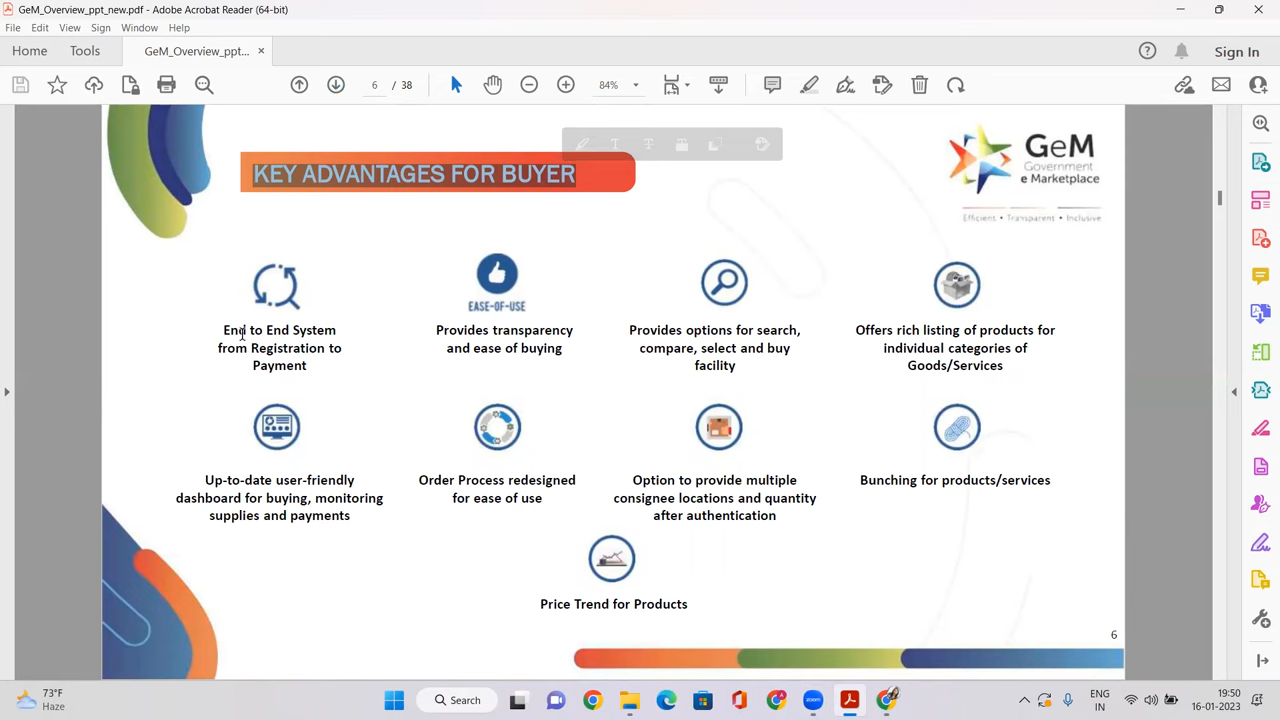 GeM_Overview_ppt_new.pdf - Adobe Acrobat Reader (64-bit)
File Edit View Sign Window Help
Home Tools GeM_Overview_ppt... × Sign In
6 / 38 84%
KEY ADVANTAGES FOR BUYER
GeM
Government
e Marketplace
Efficient • Transparent • Inclusive
EASE-OF-USE
End to End System
from Registration to
Payment
Provides transparency
and ease of buying
Provides options for search,
compare, select and buy
facility
Offers rich listing of products for
individual categories of
Goods/Services
Up-to-date user-friendly
dashboard for buying, monitoring
supplies and payments
Order Process redesigned
for ease of use
Option to provide multiple
consignee locations and quantity
after authentication
Bunching for products/services
Price Trend for Products
6
73°F
Haze
Search
ENG
IN
19:50
16-01-2023